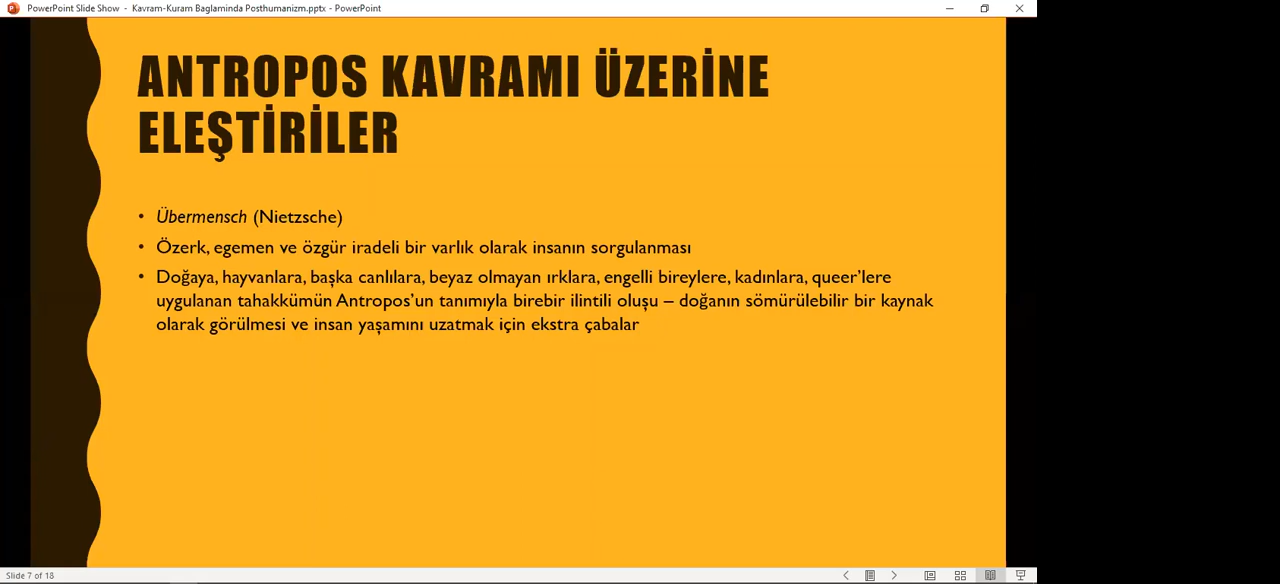 PowerPoint Slide Show - Kavram-Kuram Baglaminda Posthumanizm.pptx - PowerPoint
ANTROPOS KAVRAMI ÜZERİNE
ELEŞTİRİLER
• Übermensch (Nietzsche)
• Özerk, egemen ve özgür iradeli bir varlık olarak insanın sorgulanması
• Doğaya, hayvanlara, başka canlılara, beyaz olmayan ırklara, engelli bireylere, kadınlara, queer’lere
uygulanan tahakkümün Antropos’un tanımıyla birebir ilintili oluşu – doğanın sömürülebilir bir kaynak
olarak görülmesi ve insan yaşamını uzatmak için ekstra çabalar
Slide 7 of 18